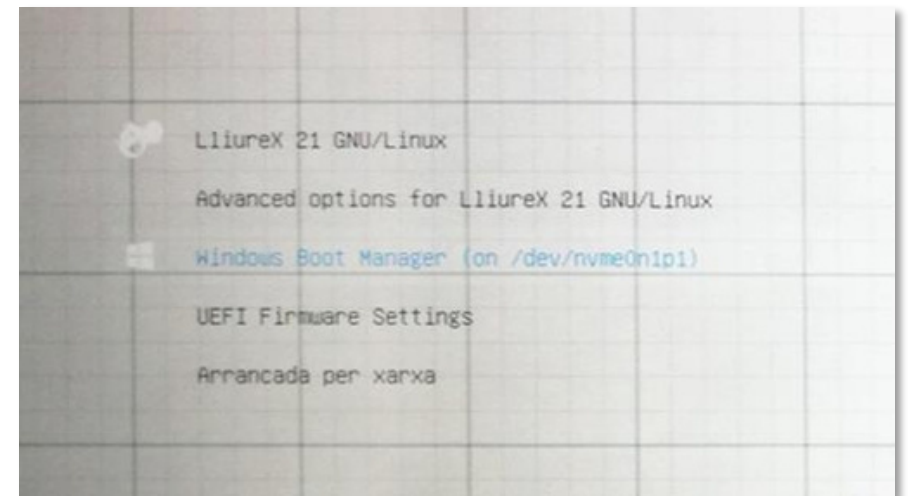 LliureX 21 GNU/Linux
Advanced options for LliureX 21 GNU/Linux
Windows Boot Manager (on /dev/nvme0n1p1)
UEFI Firmware Settings
Arrancada per xarxa